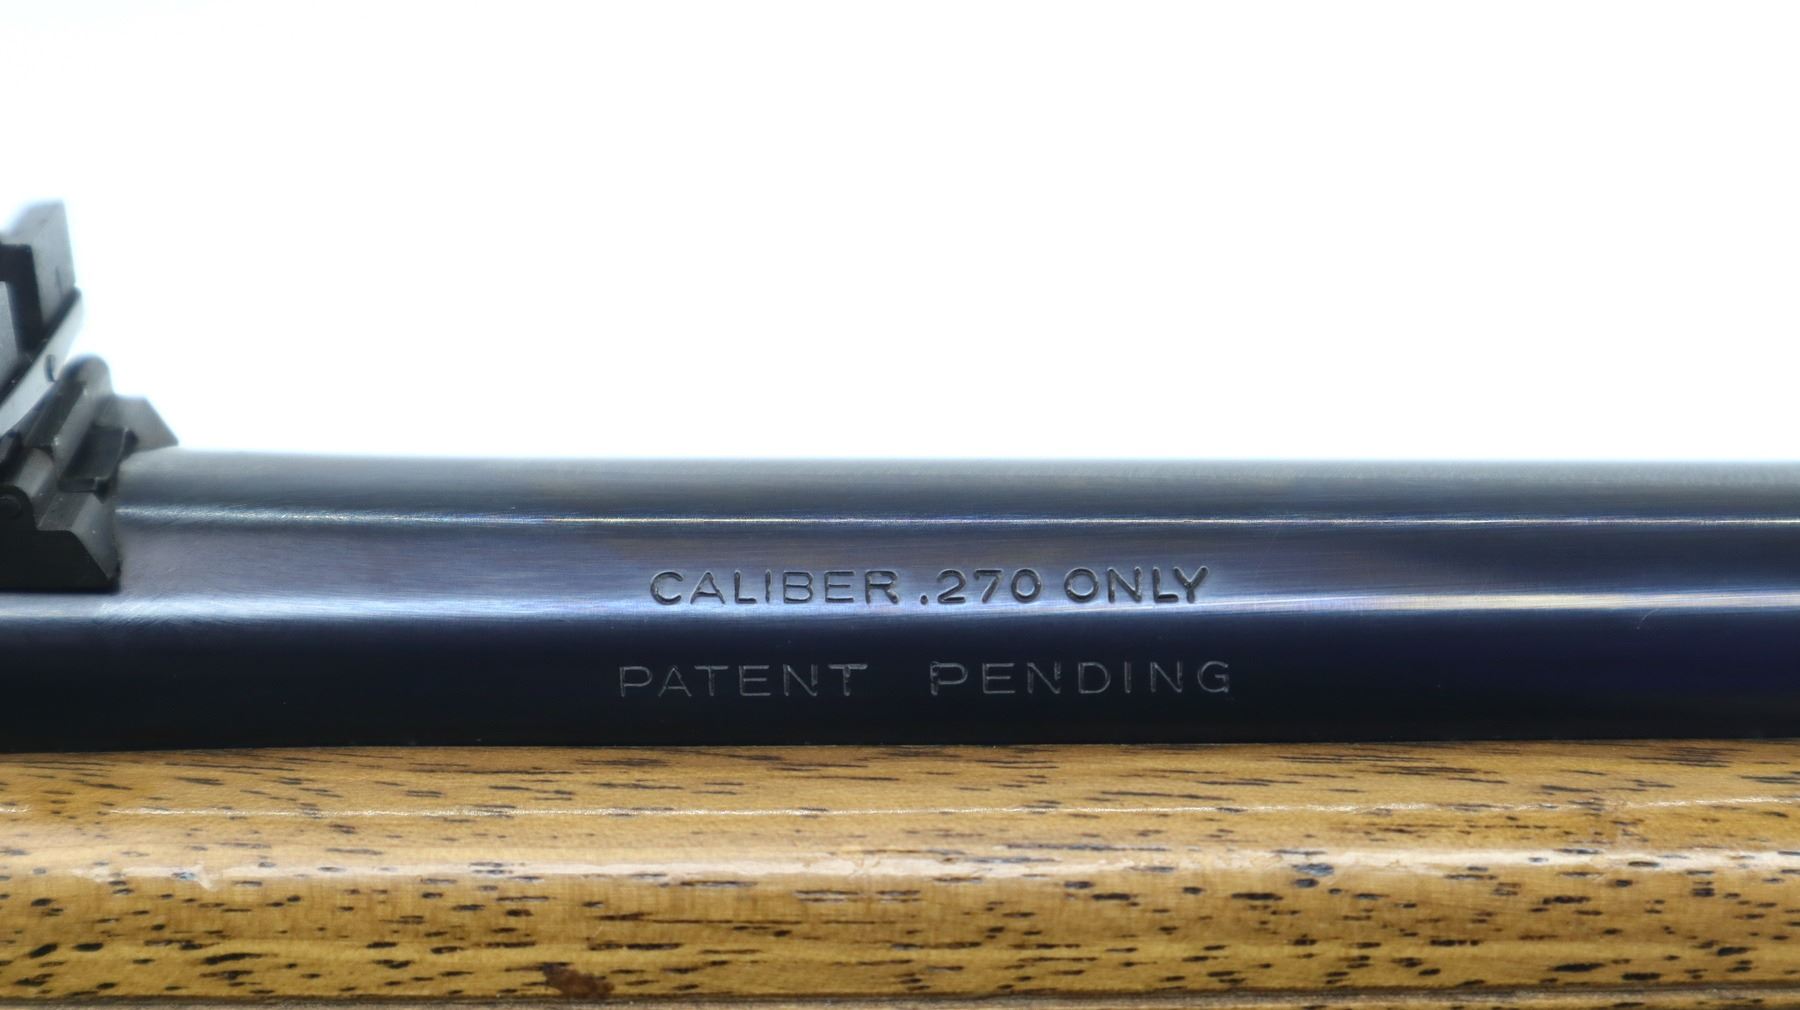 CALIBER .270 ONLY
PATENT PENDING